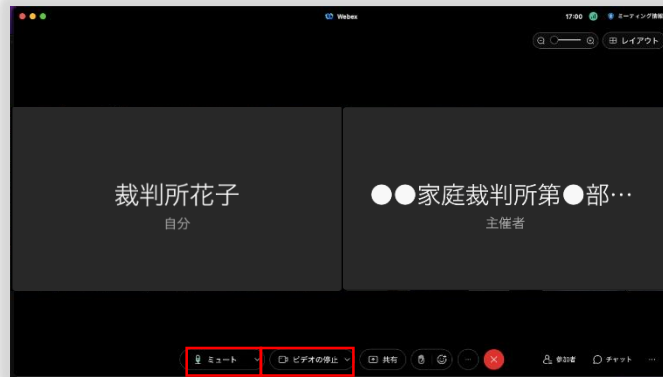 Webex
17:00
ミーティング情報
レイアウト
裁判所花子
自分
●●家庭裁判所第●部…
主催者
ミュート
ビデオの停止
共有
参加者
チャット